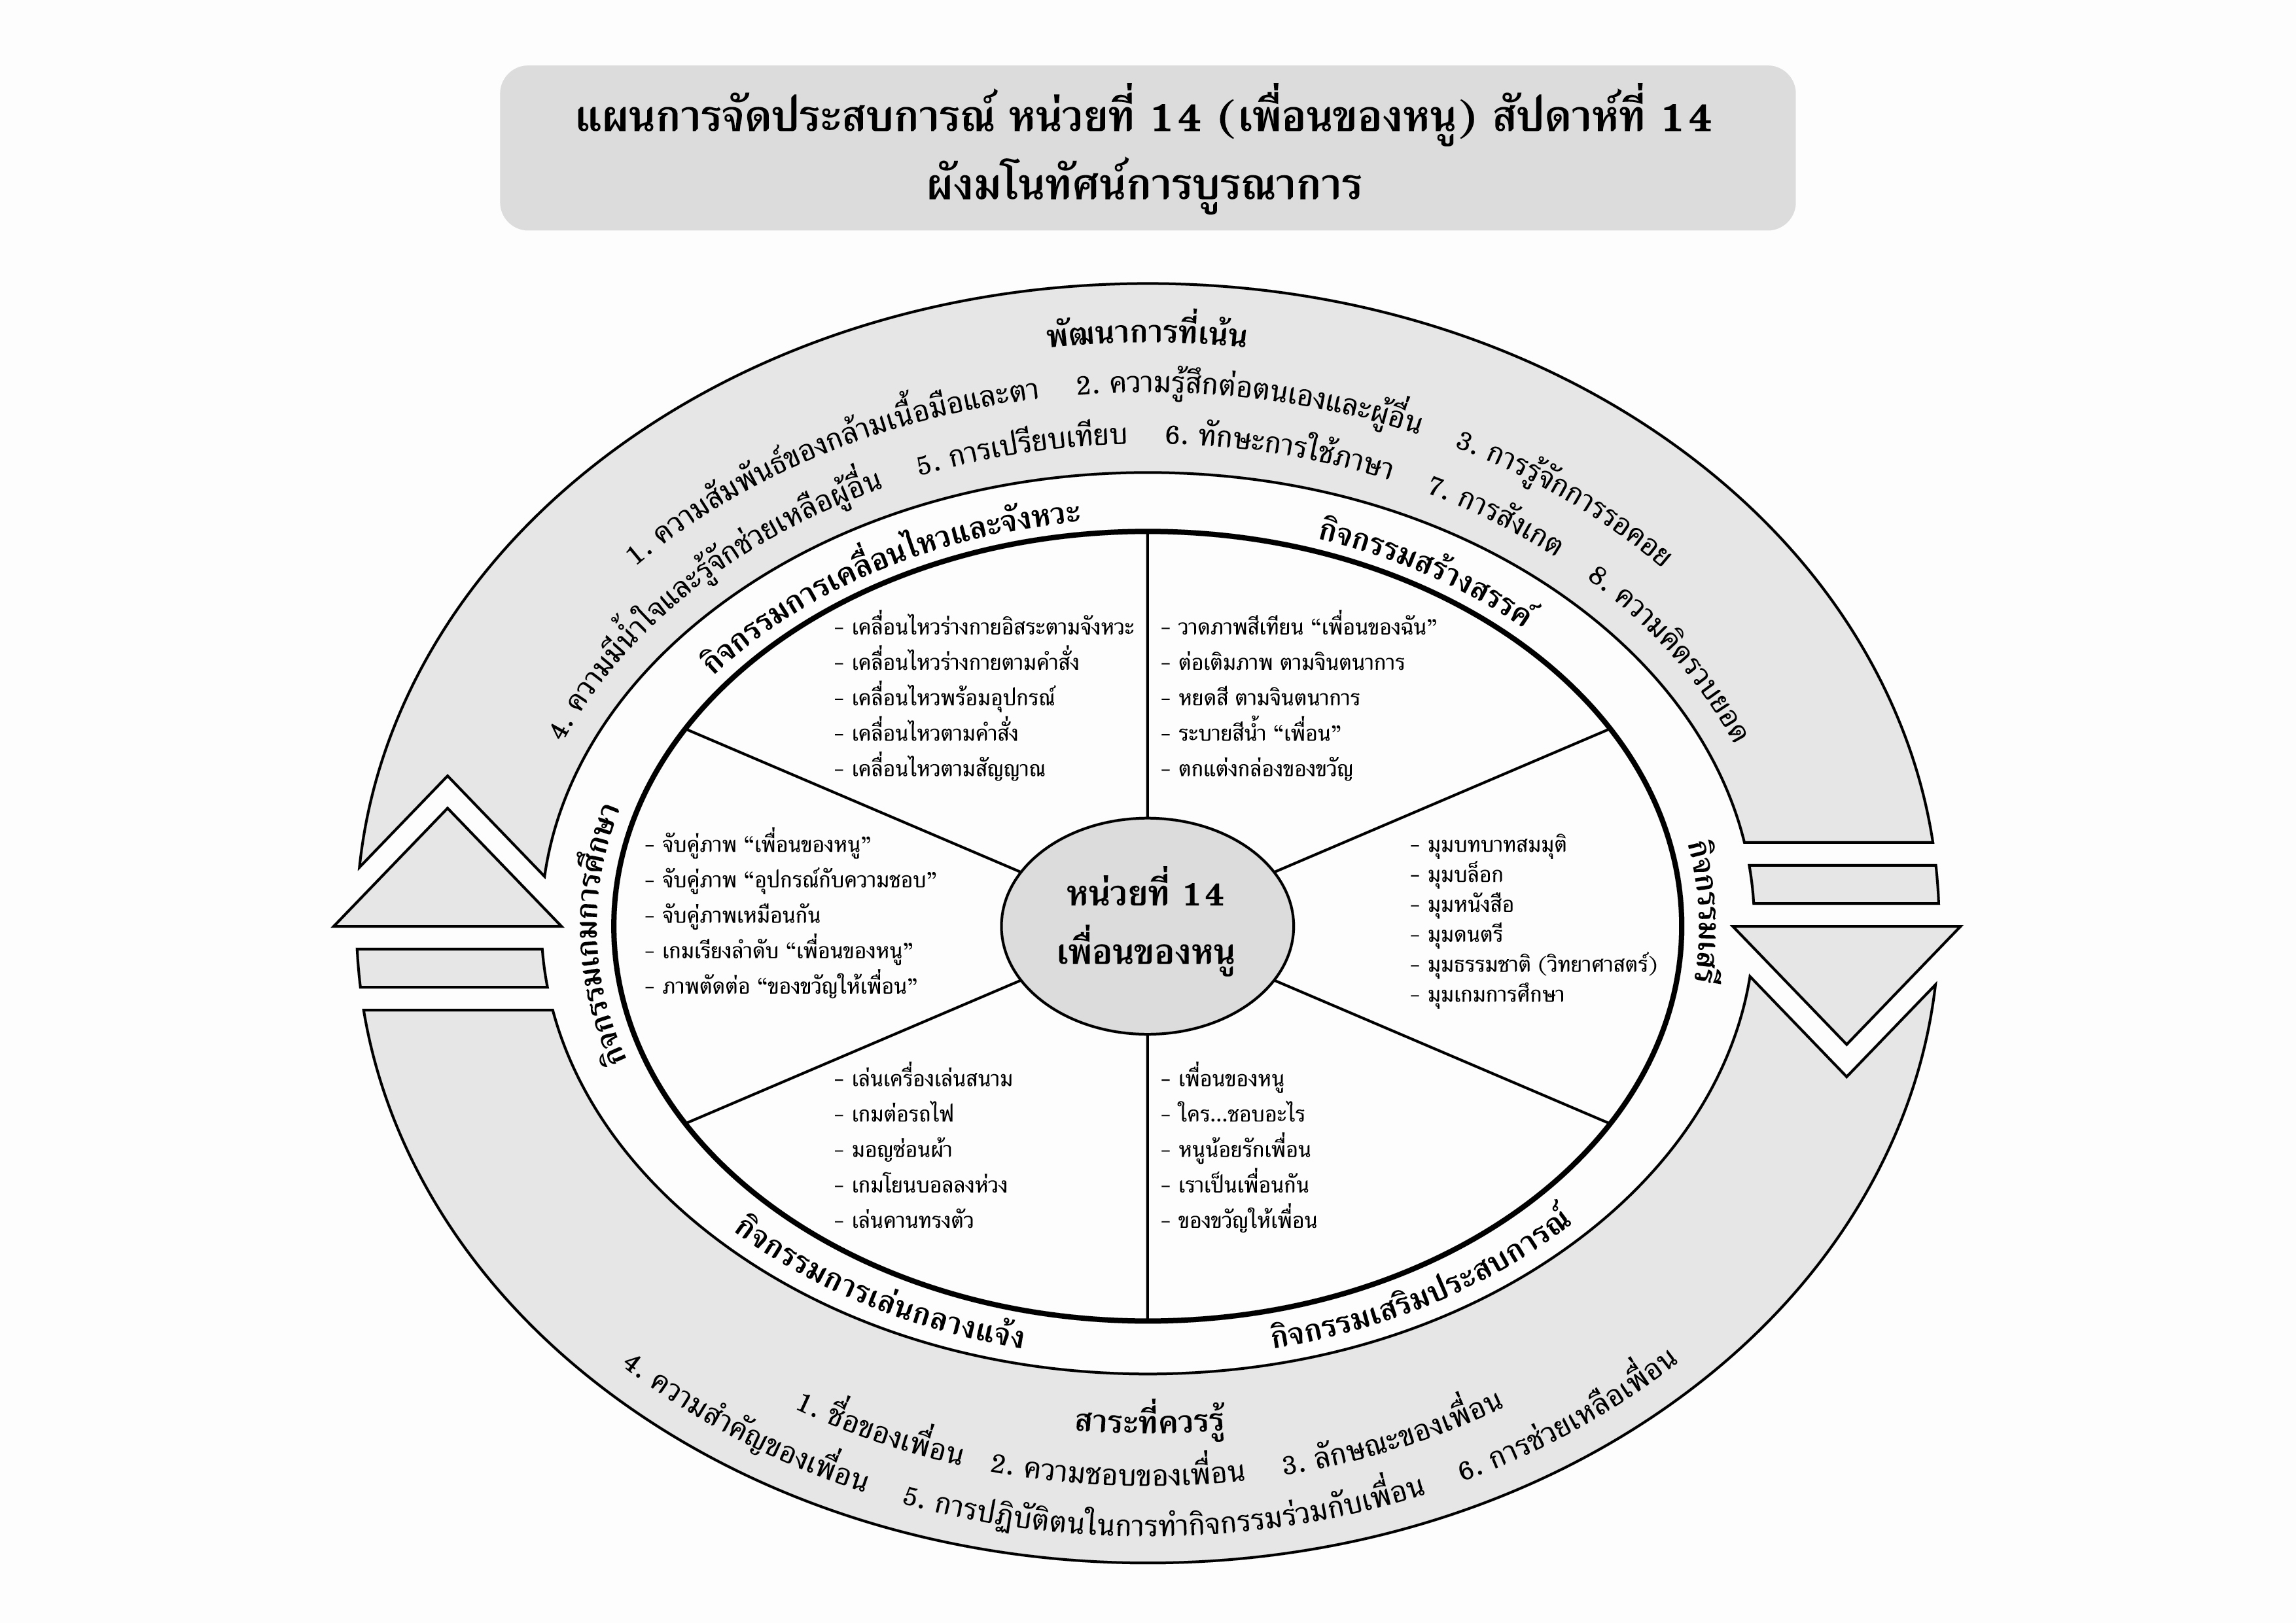 แผนการจัดประสบการณ์ หน่วยที่ 14 (เพื่อนของหนู) สัปดาห์ที่ 14
ผังมโนทัศน์การบูรณาการ
พัฒนาการที่เน้น
1. ความสัมพันธ์ของกล้ามเนื้อมือและตา 2. ความรู้สึกต่อตนเองและผู้อื่น 3. การรู้จักการรอคอย
4. ความมีน้ำใจและรู้จักช่วยเหลือผู้อื่น 5. การเปรียบเทียบ 6. ทักษะการใช้ภาษา 7. การสังเกต 8. ความคิดรวบยอด
กิจกรรมการเคลื่อนไหวและจังหวะ
- เคลื่อนไหวร่างกายอิสระตามจังหวะ
- เคลื่อนไหวร่างกายตามคำสั่ง
- เคลื่อนไหวพร้อมอุปกรณ์
- เคลื่อนไหวตามคำสั่ง
- เคลื่อนไหวตามสัญญาณ
กิจกรรมสร้างสรรค์
- วาดภาพสีเทียน “เพื่อนของฉัน”
- ต่อเติมภาพ ตามจินตนาการ
- หยดสี ตามจินตนาการ
- ระบายสีน้ำ “เพื่อน”
- ตกแต่งกล่องของขวัญ
กิจกรรมเกมการศึกษา
- จับคู่ภาพ “เพื่อนของหนู”
- จับคู่ภาพ “อุปกรณ์กับความชอบ”
- จับคู่ภาพเหมือนกัน
- เกมเรียงลำดับ “เพื่อนของหนู”
- ภาพตัดต่อ “ของขวัญให้เพื่อน”
หน่วยที่ 14
เพื่อนของหนู
กิจกรรมเสรี
- มุมบทบาทสมมุติ
- มุมบล็อก
- มุมหนังสือ
- มุมดนตรี
- มุมธรรมชาติ (วิทยาศาสตร์)
- มุมเกมการศึกษา
- เล่นเครื่องเล่นสนาม
- เกมต่อรถไฟ
- มอญซ่อนผ้า
- เกมโยนบอลลงห่วง
- เล่นคานทรงตัว
กิจกรรมการเล่นกลางแจ้ง
- เพื่อนของหนู
- ใคร...ชอบอะไร
- หนูน้อยรักเพื่อน
- เราเป็นเพื่อนกัน
- ของขวัญให้เพื่อน
กิจกรรมเสริมประสบการณ์
สาระที่ควรรู้
1. ชื่อของเพื่อน 2. ความชอบของเพื่อน 3. ลักษณะของเพื่อน
4. ความสำคัญของเพื่อน 5. การปฏิบัติตนในการทำกิจกรรมร่วมกับเพื่อน 6. การช่วยเหลือเพื่อน